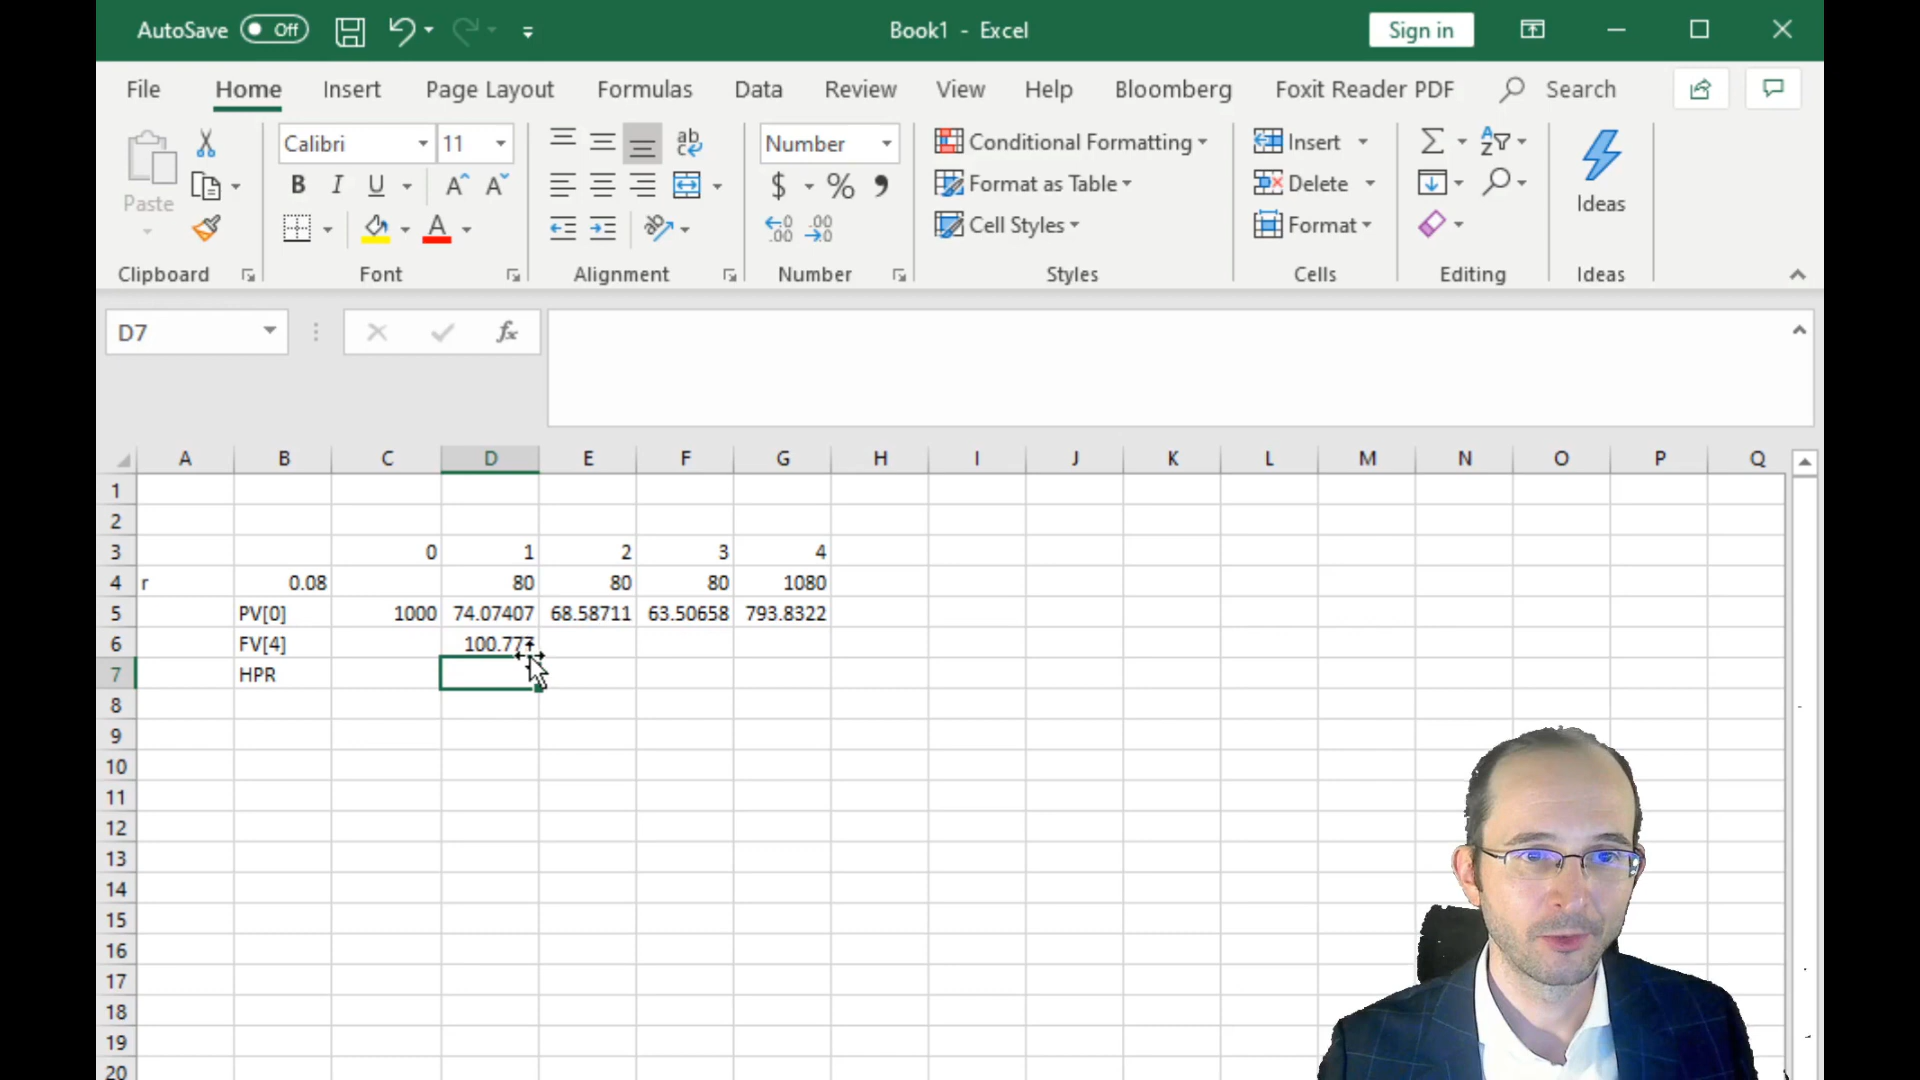 AutoSave Off Book1 - Excel Sign in
File Home Insert Page Layout Formulas Data Review View Help Bloomberg Foxit Reader PDF Search
Paste Calibri 11 Number Conditional Formatting Format as Table Cell Styles Insert Delete Format Ideas
Clipboard Font Alignment Number Styles Cells Editing Ideas
D7 fx
A B C D E F G H I J K L M N O P Q
1
2
3 0 1 2 3 4
4 r 0.08 80 80 80 1080
5 PV[0] 1000 74.07407 68.58711 63.50658 793.8322
6 FV[4] 100.777
7 HPR
8
9
10
11
12
13
14
15
16
17
18
19
20